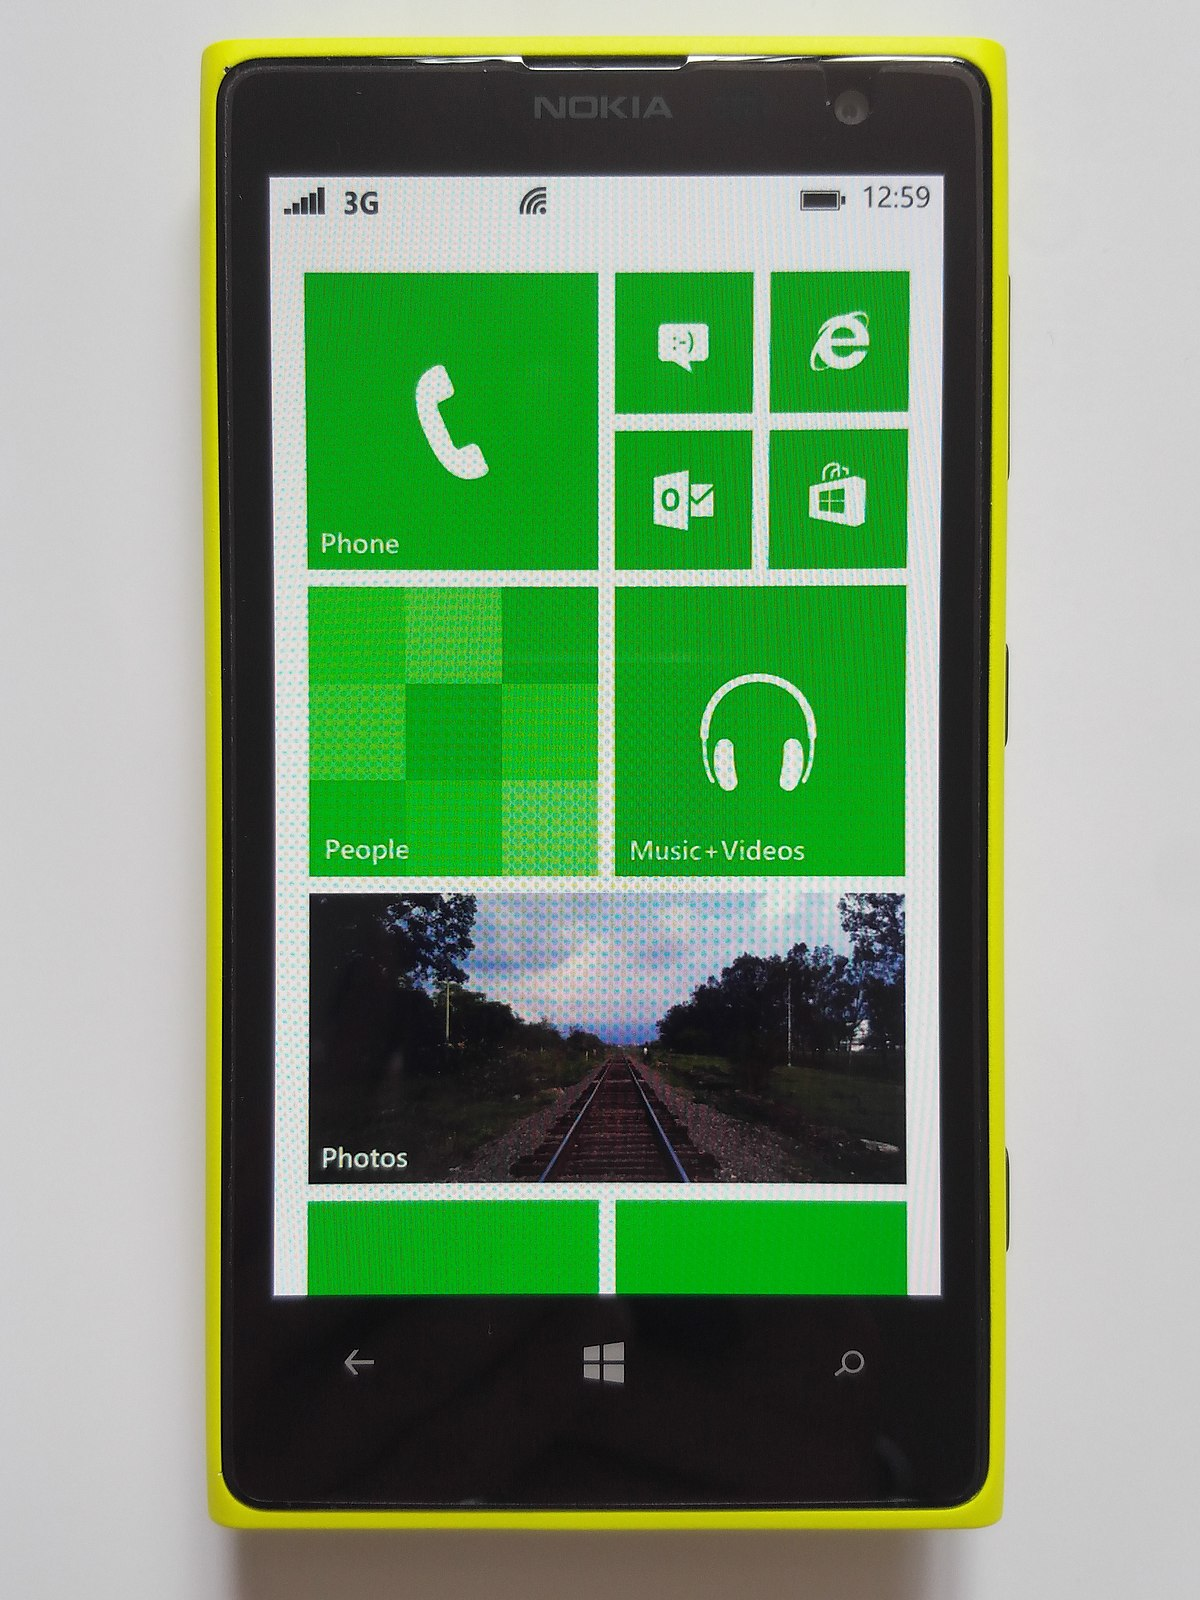 NOKIA
3G 12:59
:-)
e
O
Phone
People
Music+Videos
Photos